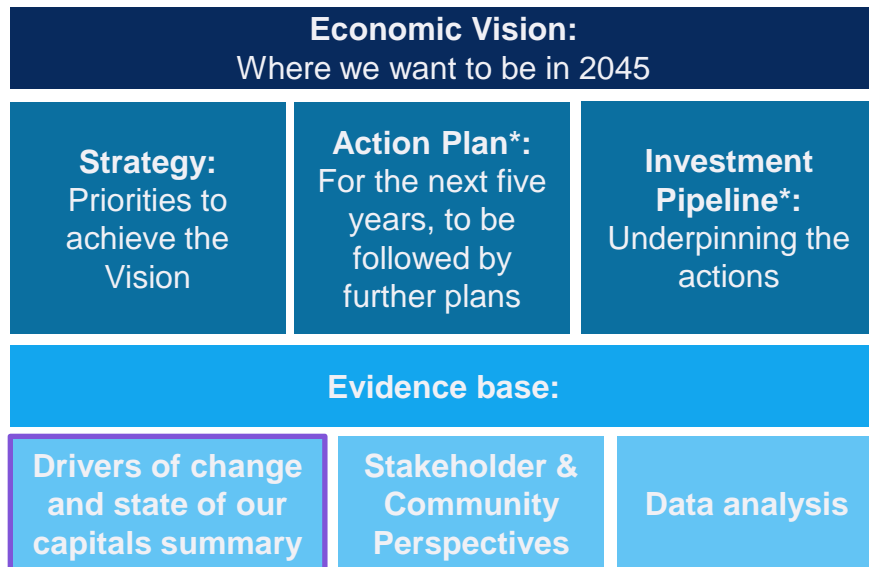 Economic Vision:
Where we want to be in 2045
Strategy:
Priorities to
achieve the
Vision
Action Plan*:
For the next five
years, to be
followed by
further plans
Investment
Pipeline*:
Underpinning the
actions
Evidence base:
Drivers of change
and state of our
capitals summary
Stakeholder &
Community
Perspectives
Data analysis